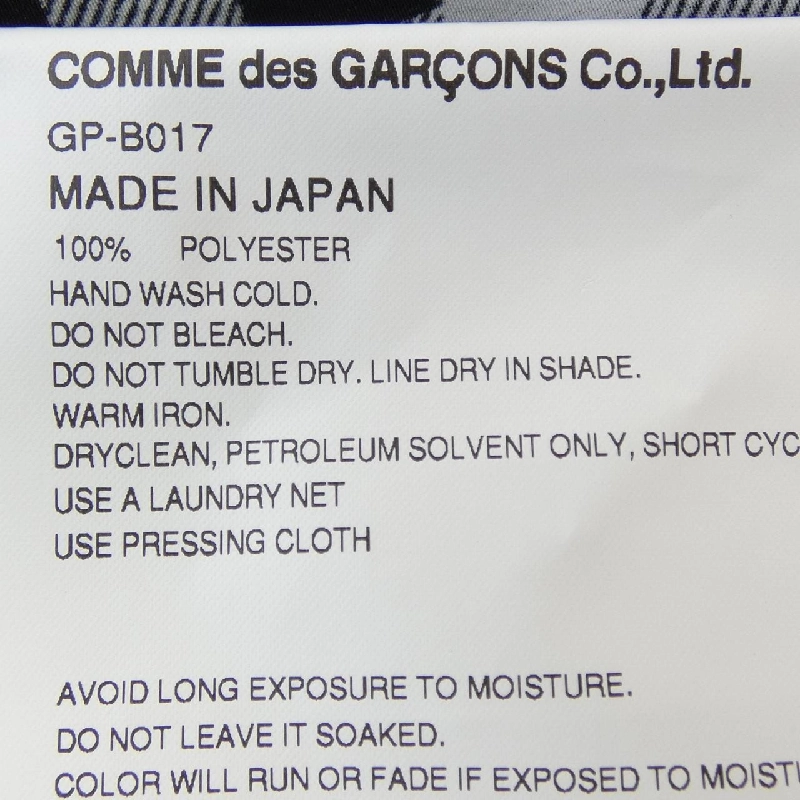 COMME des GARÇONS Co.,Ltd.
GP-B017
MADE IN JAPAN
100% POLYESTER
HAND WASH COLD.
DO NOT BLEACH.
DO NOT TUMBLE DRY. LINE DRY IN SHADE.
WARM IRON.
DRYCLEAN, PETROLEUM SOLVENT ONLY, SHORT CYC
USE A LAUNDRY NET
USE PRESSING CLOTH
AVOID LONG EXPOSURE TO MOISTURE.
DO NOT LEAVE IT SOAKED.
COLOR WILL RUN OR FADE IF EXPOSED TO MOIST